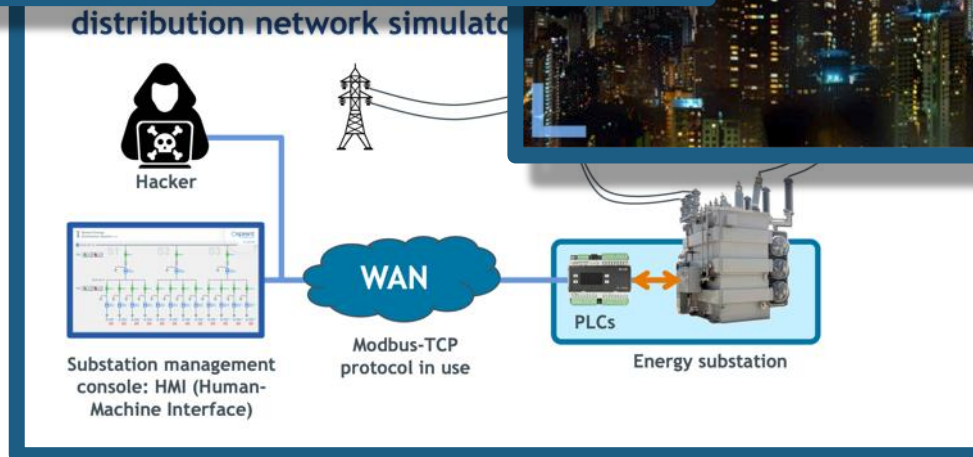 distribution network simulato
Hacker
WAN
PLCs
Modbus-TCP
protocol in use
Energy substation
Substation management
console: HMI (Human-
Machine Interface)